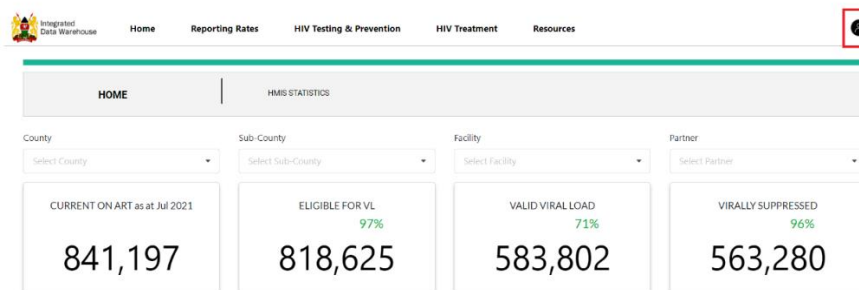 Integrated
Data Warehouse
Home Reporting Rates HIV Testing & Prevention HIV Treatment Resources
HOME HMIS STATISTICS
County Sub-County Facility Partner
Select County Select Sub-County Select Facility Select Partner
CURRENT ON ART as at Jul 2021 ELIGIBLE FOR VL VALID VIRAL LOAD VIRALLY SUPPRESSED
97% 71% 96%
841,197 818,625 583,802 563,280